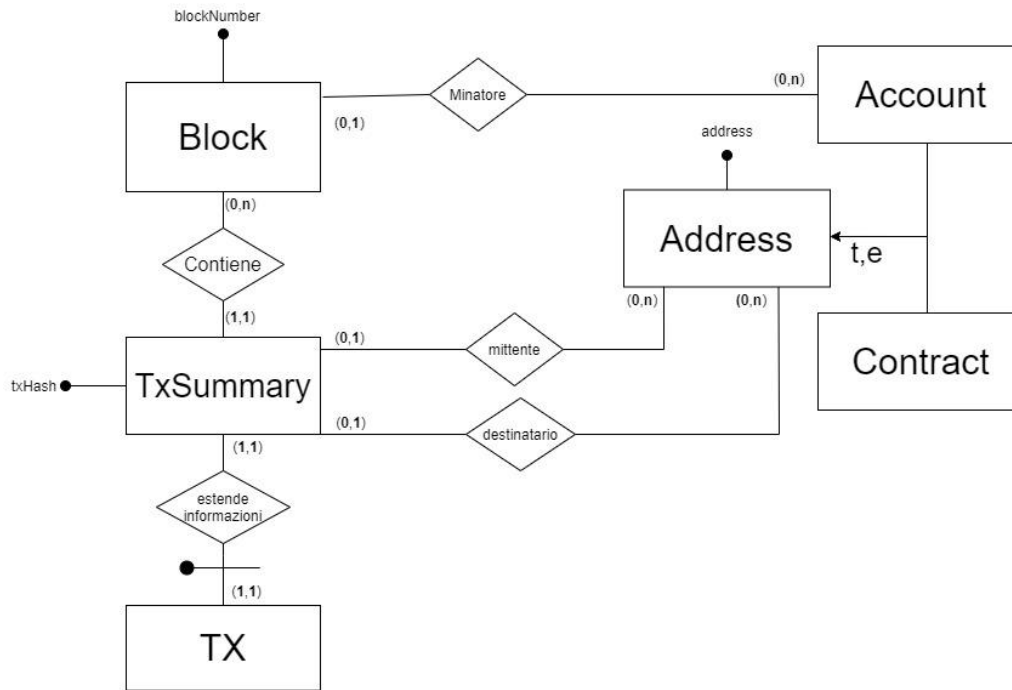 blockNumber
Block
(0,1)
Minatore
(0,n)
Account
address
Address
t,e
(0,n)
Contiene
(1,1)
(0,n)
(0,n)
Contract
txHash
TxSummary
(0,1)
mittente
(0,1)
destinatario
(1,1)
estende
informazioni
(1,1)
TX